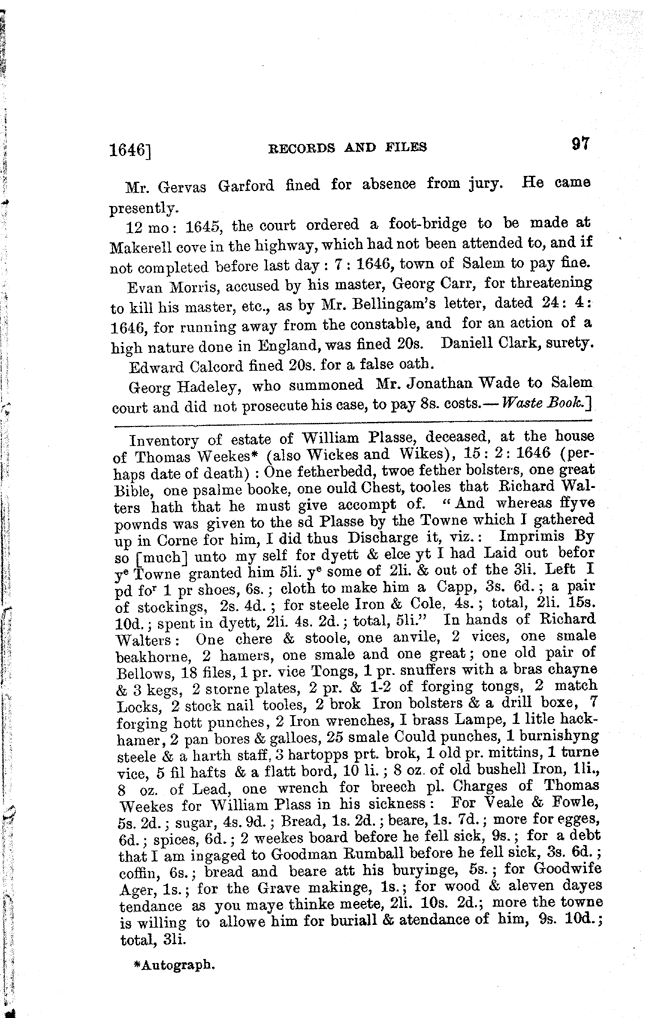 1646] RECORDS AND FILES 97
Mr. Gervas Garford fined for absence from jury. He came
presently.
12 mo: 1645, the court ordered a foot-bridge to be made at
Makerell cove in the highway, which had not been attended to, and if
not completed before last day: 7: 1646, town of Salem to pay fine.
Evan Morris, accused by his master, Georg Carr, for threatening
to kill his master, etc., as by Mr. Bellingam's letter, dated 24: 4:
1646, for running away from the constable, and for an action of a
high nature done in England, was fined 20s. Daniell Clark, surety.
Edward Calcord fined 20s. for a false oath.
Georg Hadeley, who summoned Mr. Jonathan Wade to Salem
court and did not prosecute his case, to pay 8s. costs.—Waste Book.]
Inventory of estate of William Plasse, deceased, at the house
of Thomas Weekes* (also Wickes and Wikes), 15: 2: 1646 (per-
haps date of death): One fetherbedd, twoe fether bolsters, one great
Bible, one psalme booke, one ould Chest, tooles that Richard Wal-
ters hath that he must give accompt of. "And whereas ffyve
pownds was given to the sd Plasse by the Towne which I gathered
up in Corne for him, I did thus Discharge it, viz.: Imprimis By
so [much] unto my self for dyett & elce yt I had Laid out befor
yᵉ Towne granted him 5li. yᵉ some of 2li. & out of the 3li. Left I
pd foʳ 1 pr shoes, 6s.; cloth to make him a Capp, 3s. 6d.; a pair
of stockings, 2s. 4d.; for steele Iron & Cole, 4s.; total, 2li. 15s.
10d.; spent in dyett, 2li. 4s. 2d.; total, 5li." In hands of Richard
Walters: One chere & stoole, one anvile, 2 vices, one smale
beakhorne, 2 hamers, one smale and one great; one old pair of
Bellows, 18 files, 1 pr. vice Tongs, 1 pr. snuffers with a bras chayne
& 3 kegs, 2 storne plates, 2 pr. & 1-2 of forging tongs, 2 match
Locks, 2 stock nail tooles, 2 brok Iron bolsters & a drill boxe, 7
forging hott punches, 2 Iron wrenches, I brass Lampe, 1 litle hack-
hamer, 2 pan bores & galloes, 25 smale Could punches, 1 burnishyng
steele & a harth staff, 3 hartopps prt. brok, 1 old pr. mittins, 1 turne
vice, 5 fil hafts & a flatt bord, 10 li.; 8 oz. of old bushell Iron, 1li.,
8 oz. of Lead, one wrench for breech pl. Charges of Thomas
Weekes for William Plass in his sickness: For Veale & Fowle,
5s. 2d.; sugar, 4s. 9d.; Bread, 1s. 2d.; beare, 1s. 7d.; more for egges,
6d.; spices, 6d.; 2 weekes board before he fell sick, 9s.; for a debt
that I am ingaged to Goodman Rumball before he fell sick, 3s. 6d.;
coffin, 6s.; bread and beare att his buryinge, 5s.; for Goodwife
Ager, 1s.; for the Grave makinge, 1s.; for wood & aleven dayes
tendance as you maye thinke meete, 2li. 10s. 2d.; more the towne
is willing to allowe him for buriall & atendance of him, 9s. 10d.;
total, 3li.
*Autograph.